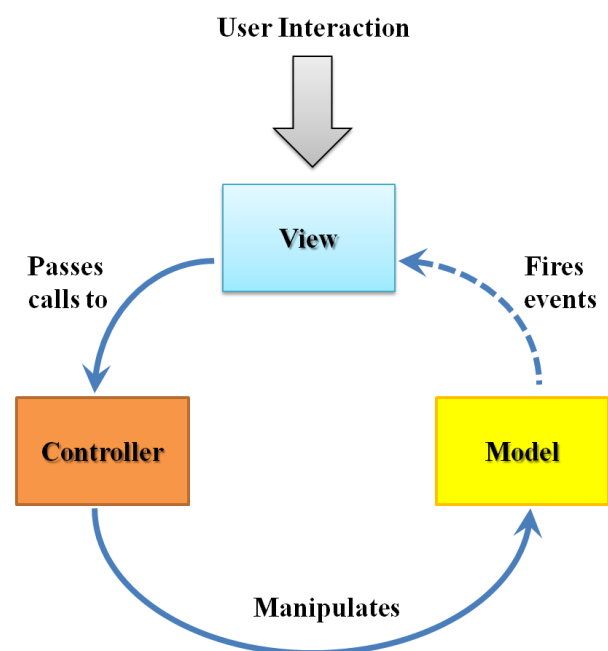 User Interaction
View
Passes
calls to
Fires
events
Controller
Model
Manipulates